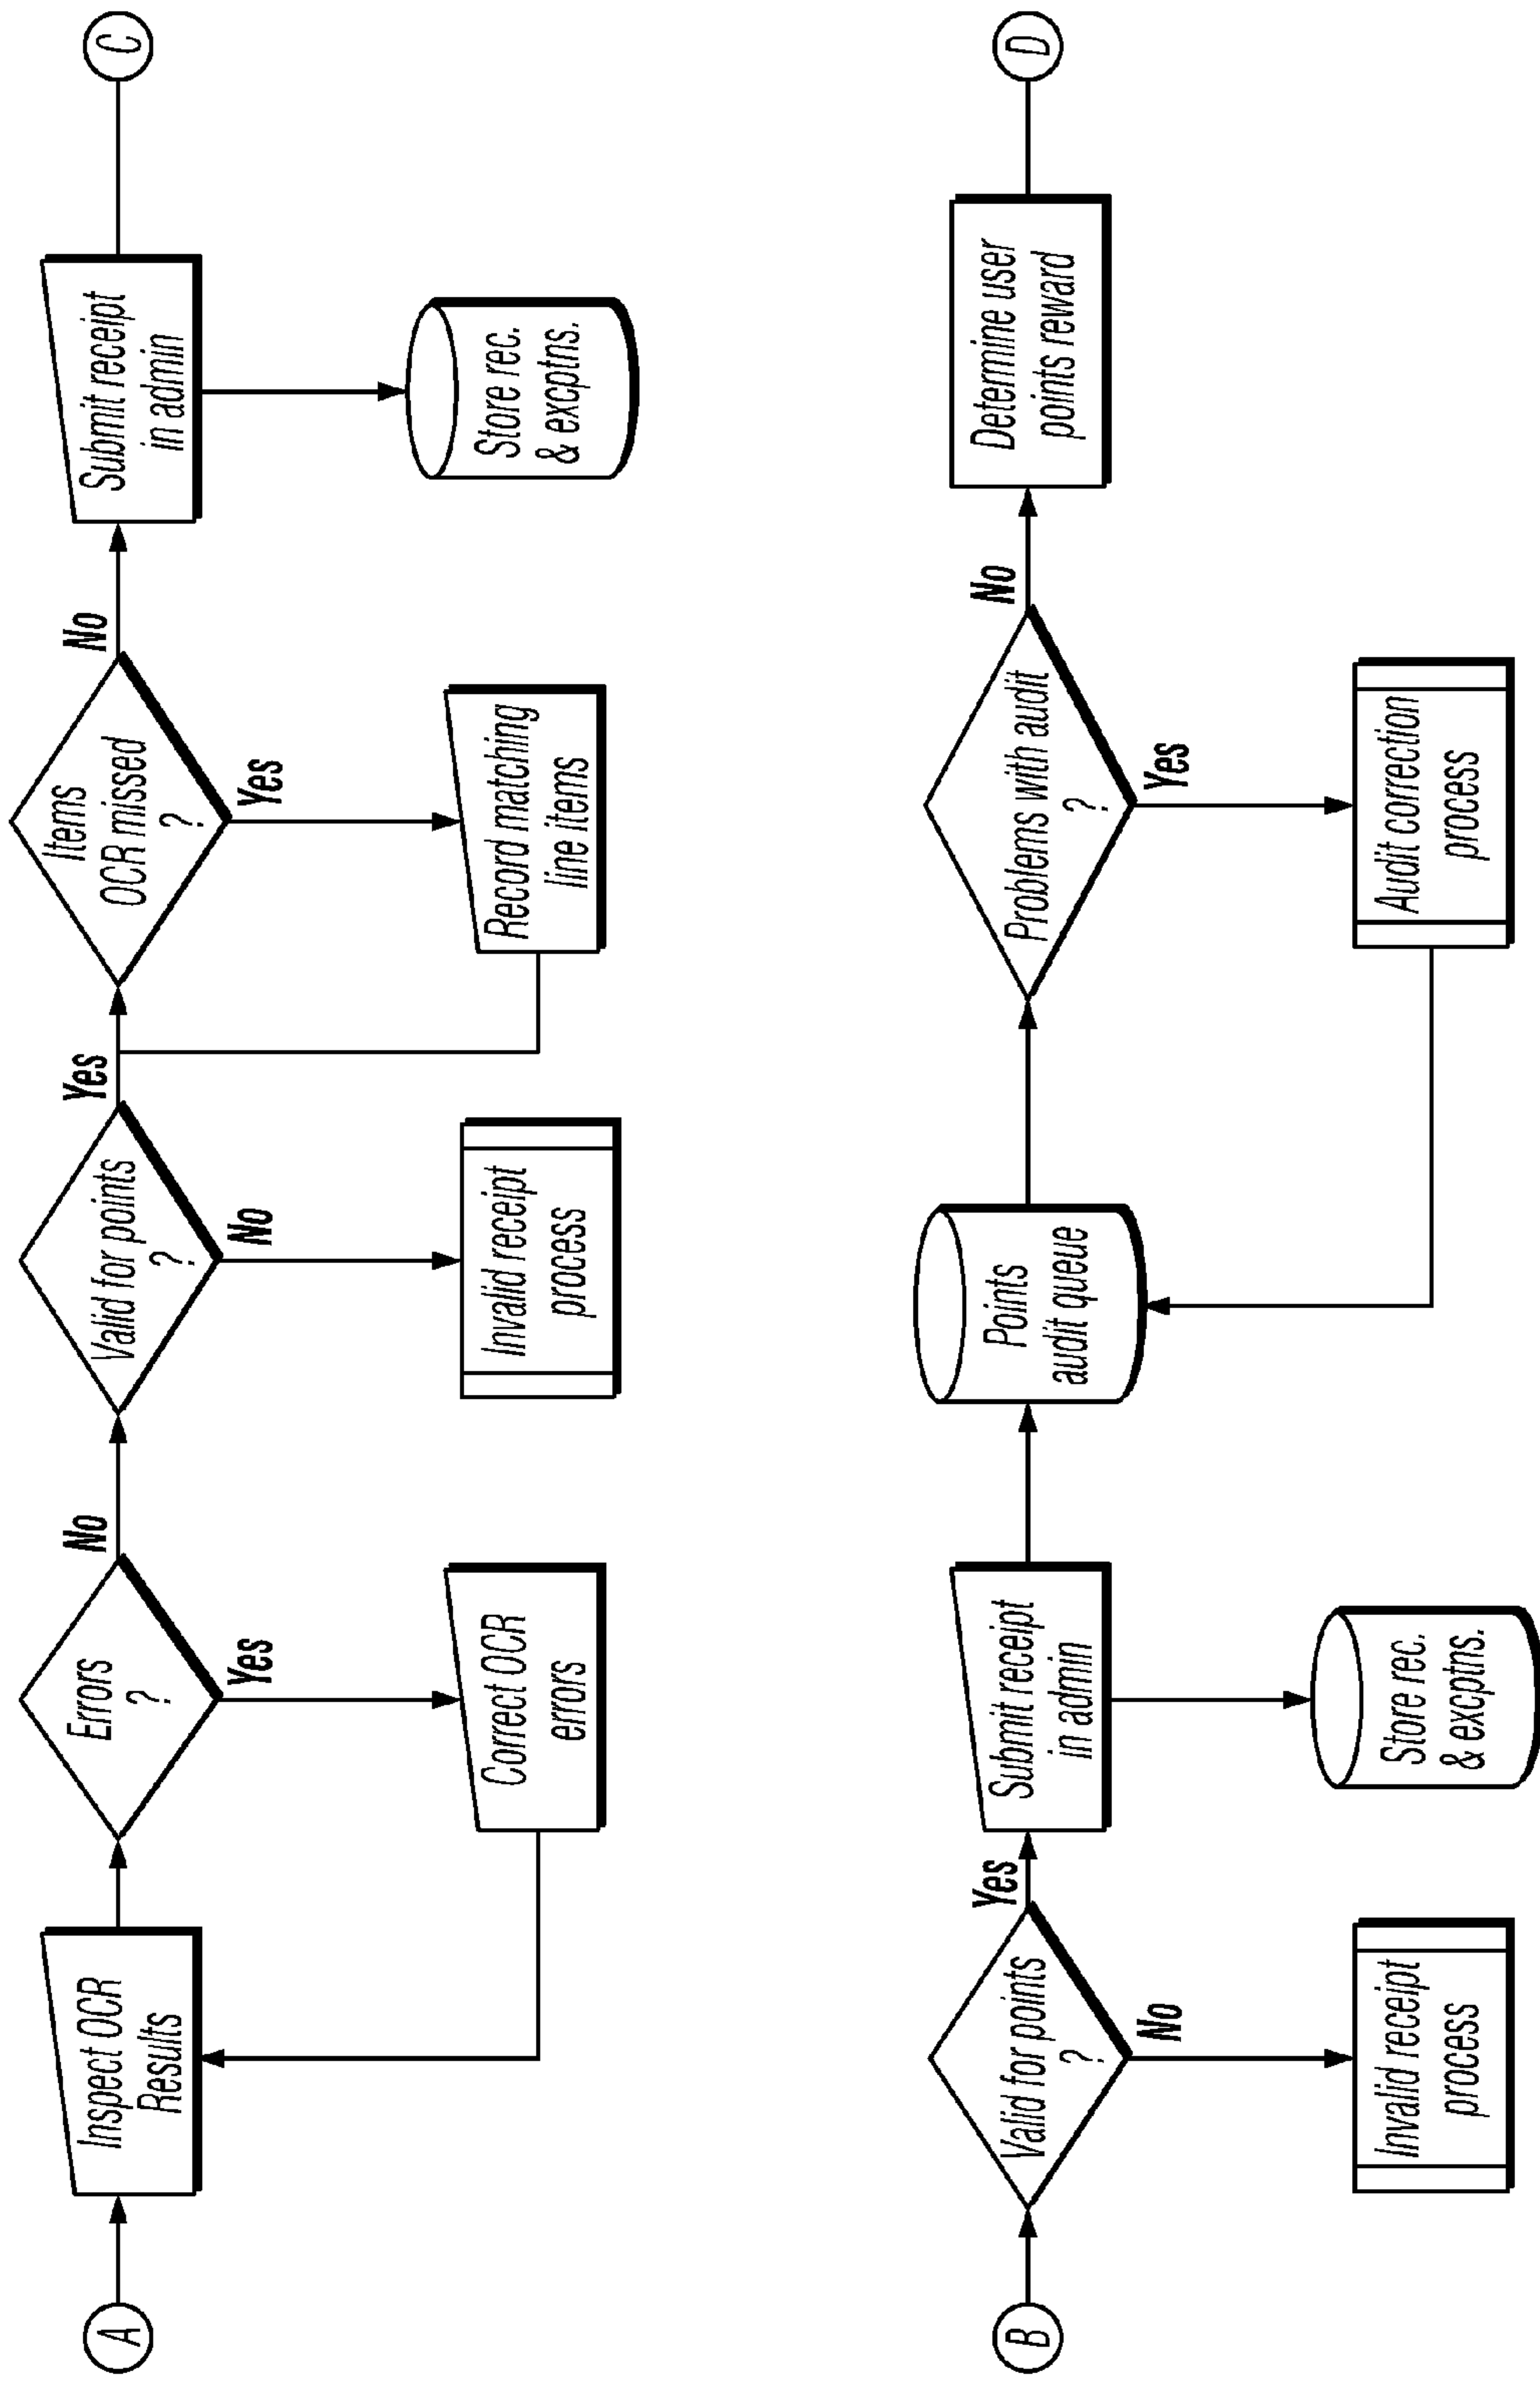 A
Inspect OCR
Results
Errors
?
Yes
No
Correct OCR
errors
Valid for points
?
No
Yes
Invalid receipt
process
Items
OCR missed
?
Yes
No
Record matching
line items
Submit receipt
in admin
Store rec.
& excptns.
C
B
Valid for points
?
No
Yes
Invalid receipt
process
Submit receipt
in admin
Store rec.
& excptns.
Points
audit queue
Problems with audit
?
Yes
No
Audit correction
process
Determine user
points reward
D